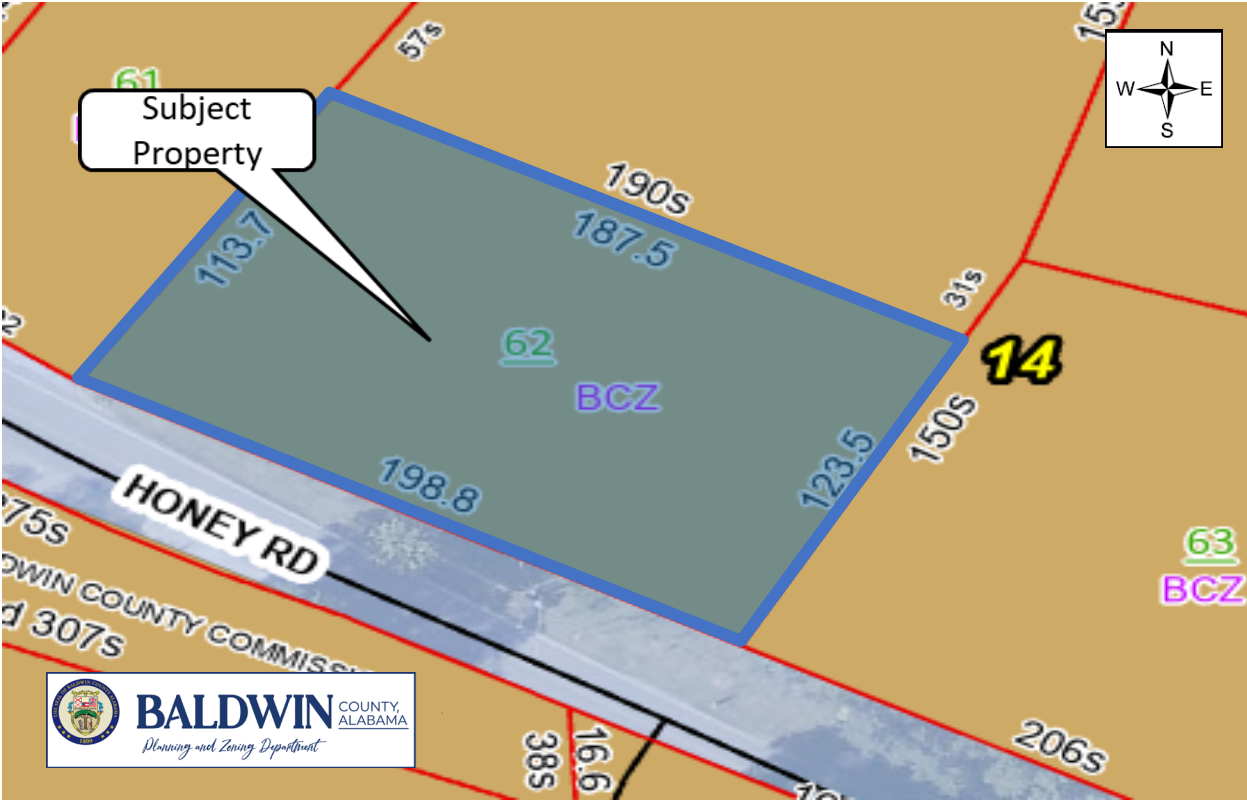 57s
61
N
W E
S
Subject
Property
190s
187.5
113.7
31s
62
14
BCZ
150s
198.8
123.5
HONEY RD
75s
63
BCZ
DWIN COUNTY COMMISSI
d 307s
BALDWIN COUNTY,
ALABAMA
Planning and Zoning Department
206s
16.6
38s